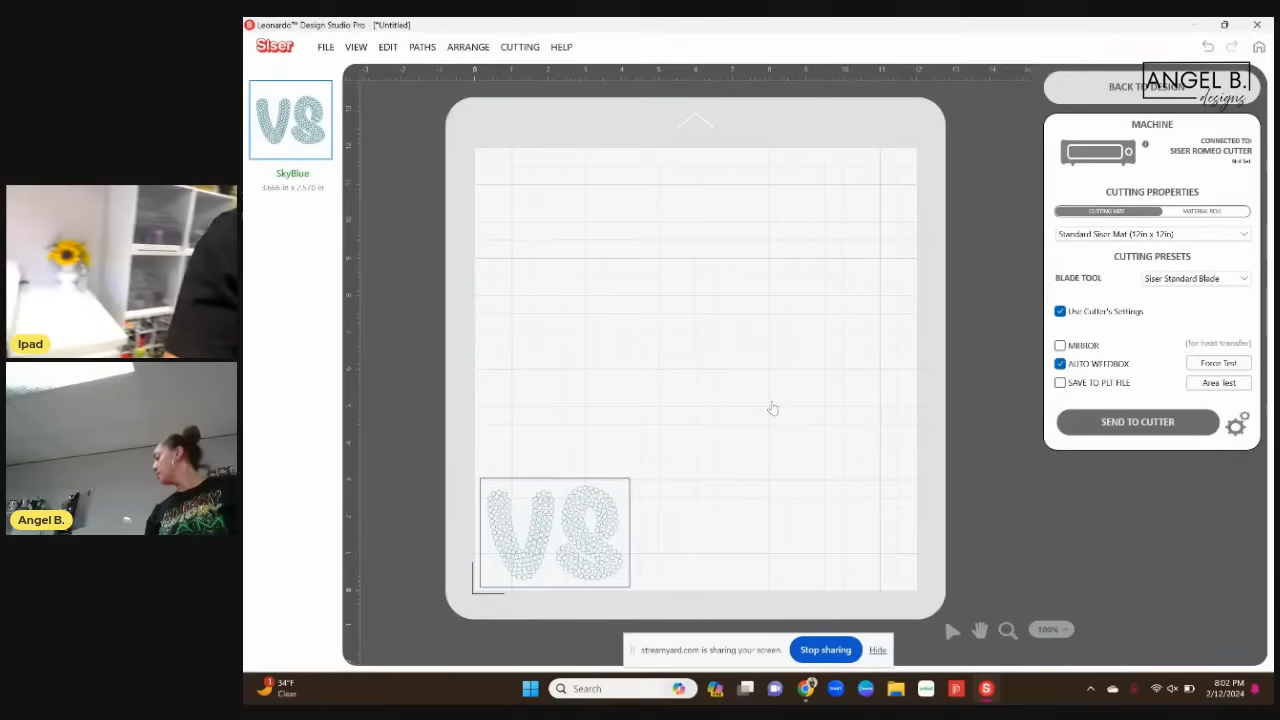 Leonardo™ Design Studio Pro - [*Untitled]
Siser
FILE VIEW EDIT PATHS ARRANGE CUTTING HELP
ANGEL B.
designs
BACK TO DESIGN
V8
SkyBlue
3.666 in x 2.570 in
MACHINE
CONNECTED TO:
SISER ROMEO CUTTER
Not Set
CUTTING PROPERTIES
CUTTING MAT MATERIAL ROLL
Standard Siser Mat (12in x 12in)
CUTTING PRESETS
BLADE TOOL Siser Standard Blade
Use Cutter's Settings
MIRROR (for heat transfer)
AUTO WEEDBOX Force Test
SAVE TO PLT FILE Area Test
SEND TO CUTTER
V8
Ipad
Angel B.
100%
streamyard.com is sharing your screen. Stop sharing Hide
34°F
Clear
Search
8:02 PM
2/12/2024